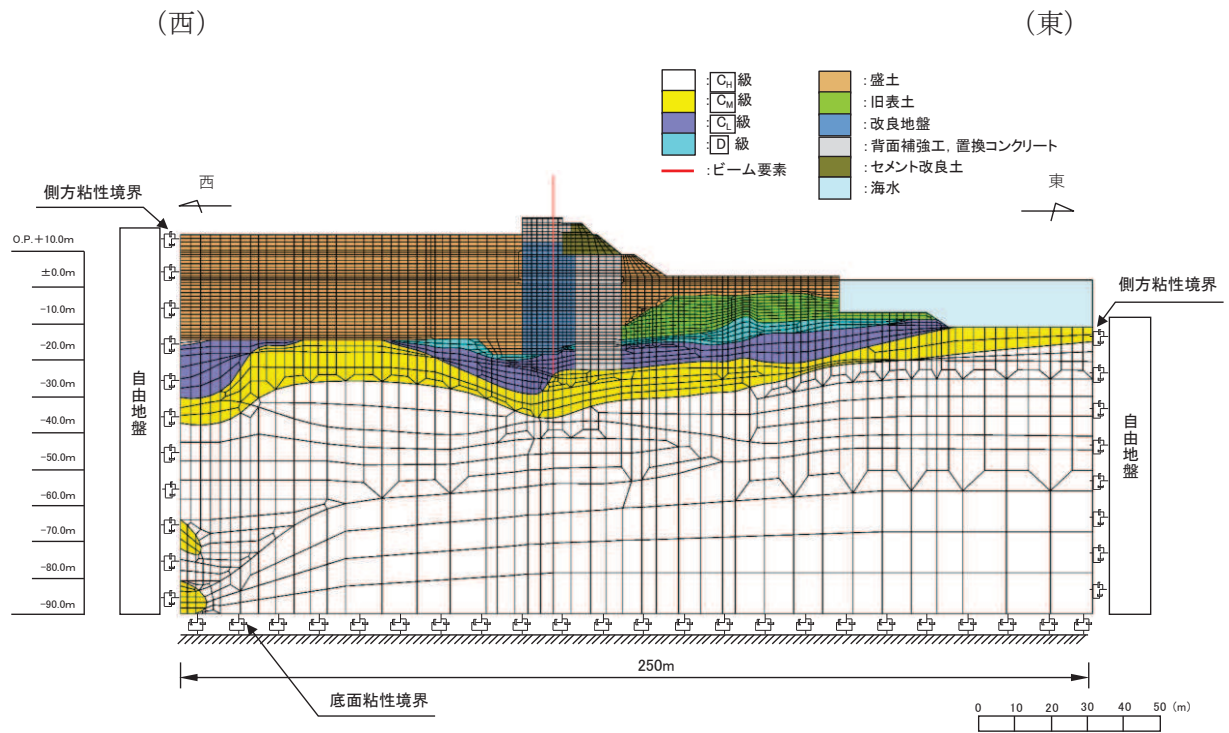 (西)
(東)
:C_H級
:C_M級
:C_L級
:D 級
:ビーム要素
:盛土
:旧表土
:改良地盤
:背面補強工, 置換コンクリート
:セメント改良土
:海水
西
東
側方粘性境界
側方粘性境界
O.P.+10.0m
±0.0m
-10.0m
-20.0m
-30.0m
-40.0m
-50.0m
-60.0m
-70.0m
-80.0m
-90.0m
自由地盤
自由地盤
250m
底面粘性境界
0 10 20 30 40 50 (m)